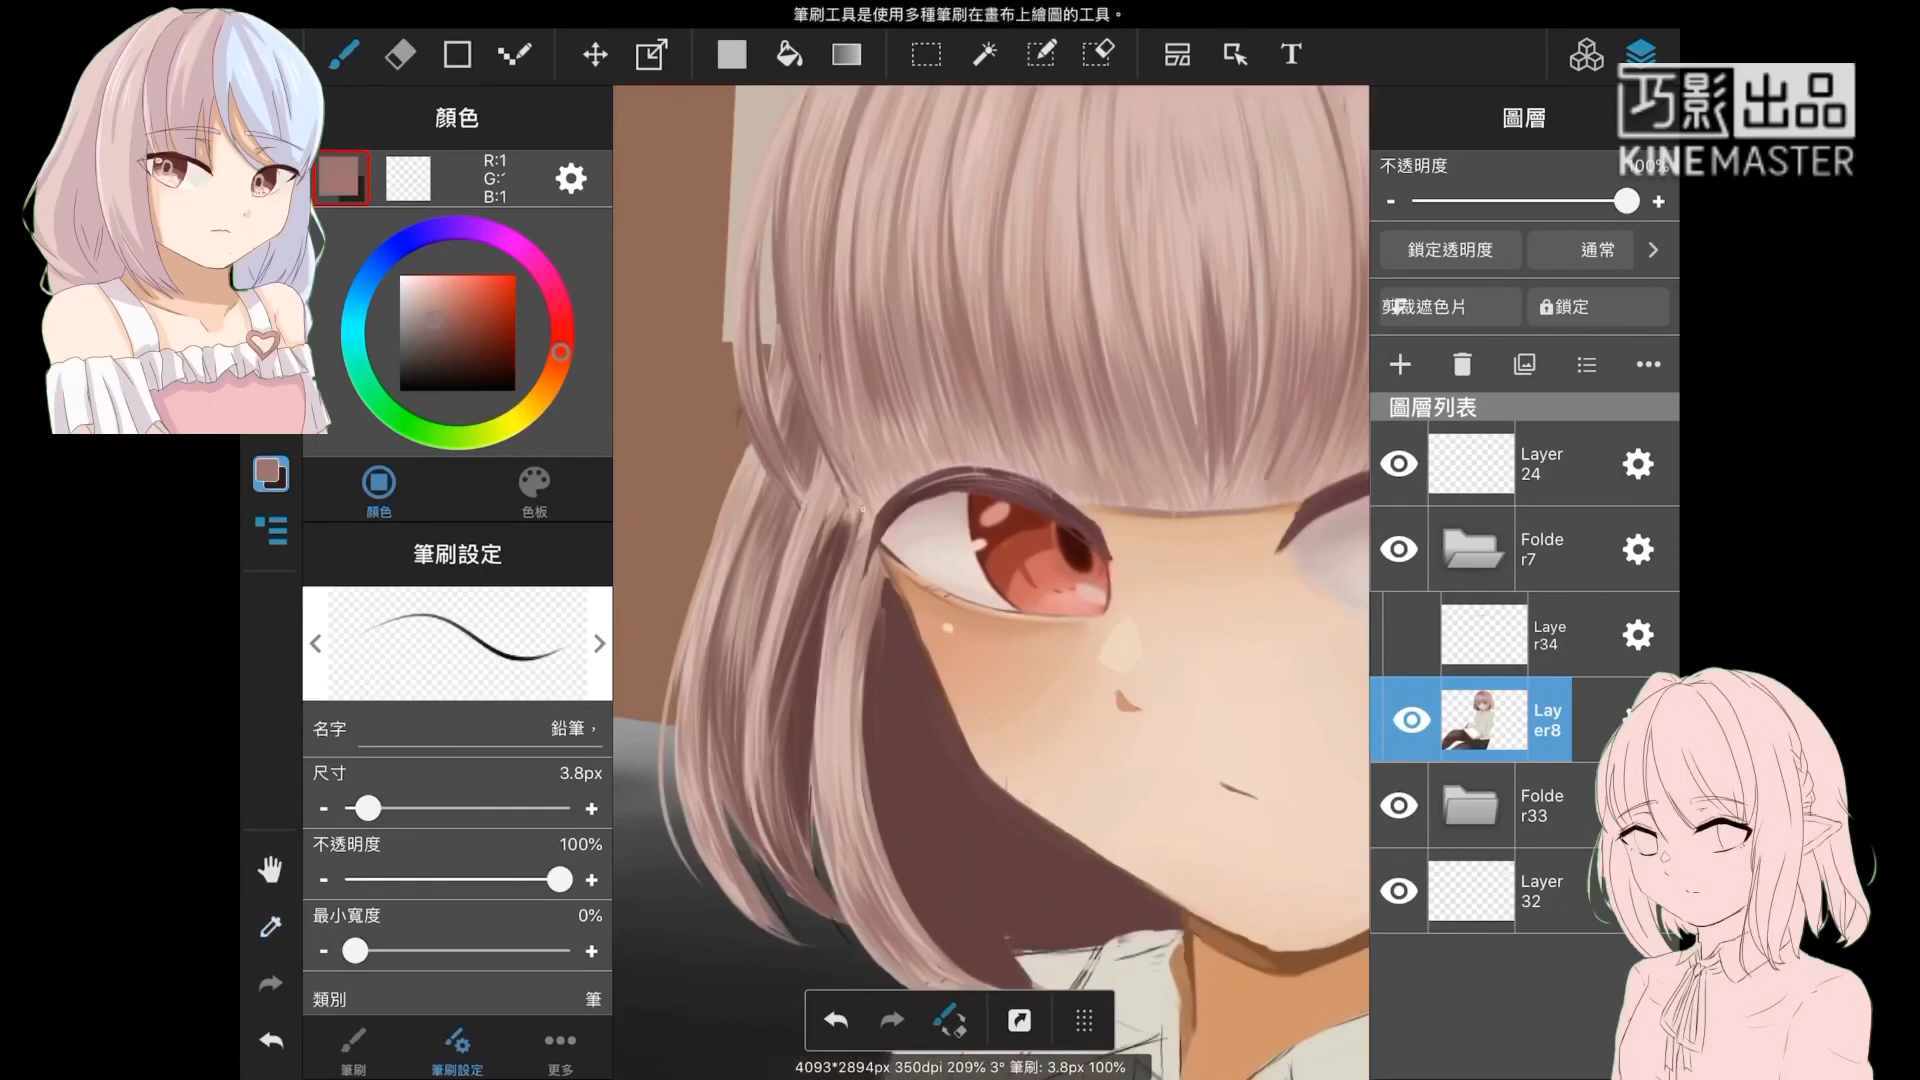 筆刷工具是使用多種筆刷在畫布上繪圖的工具。
T
巧影出品
KINEMASTER
顏色
R:1
G:
B:1
顏色
色板
筆刷設定
名字 鉛筆，
尺寸 3.8px
- +
不透明度 100%
- +
最小寬度 0%
- +
類別 筆
筆刷
筆刷設定
更多
圖層
不透明度 100%
- +
鎖定透明度 通常
剪裁遮色片 鎖定
圖層列表
Layer
24
Folde
r7
Laye
r34
Lay
er8
Folde
r33
Layer
32
4093*2894px 350dpi 209% 3° 筆刷: 3.8px 100%